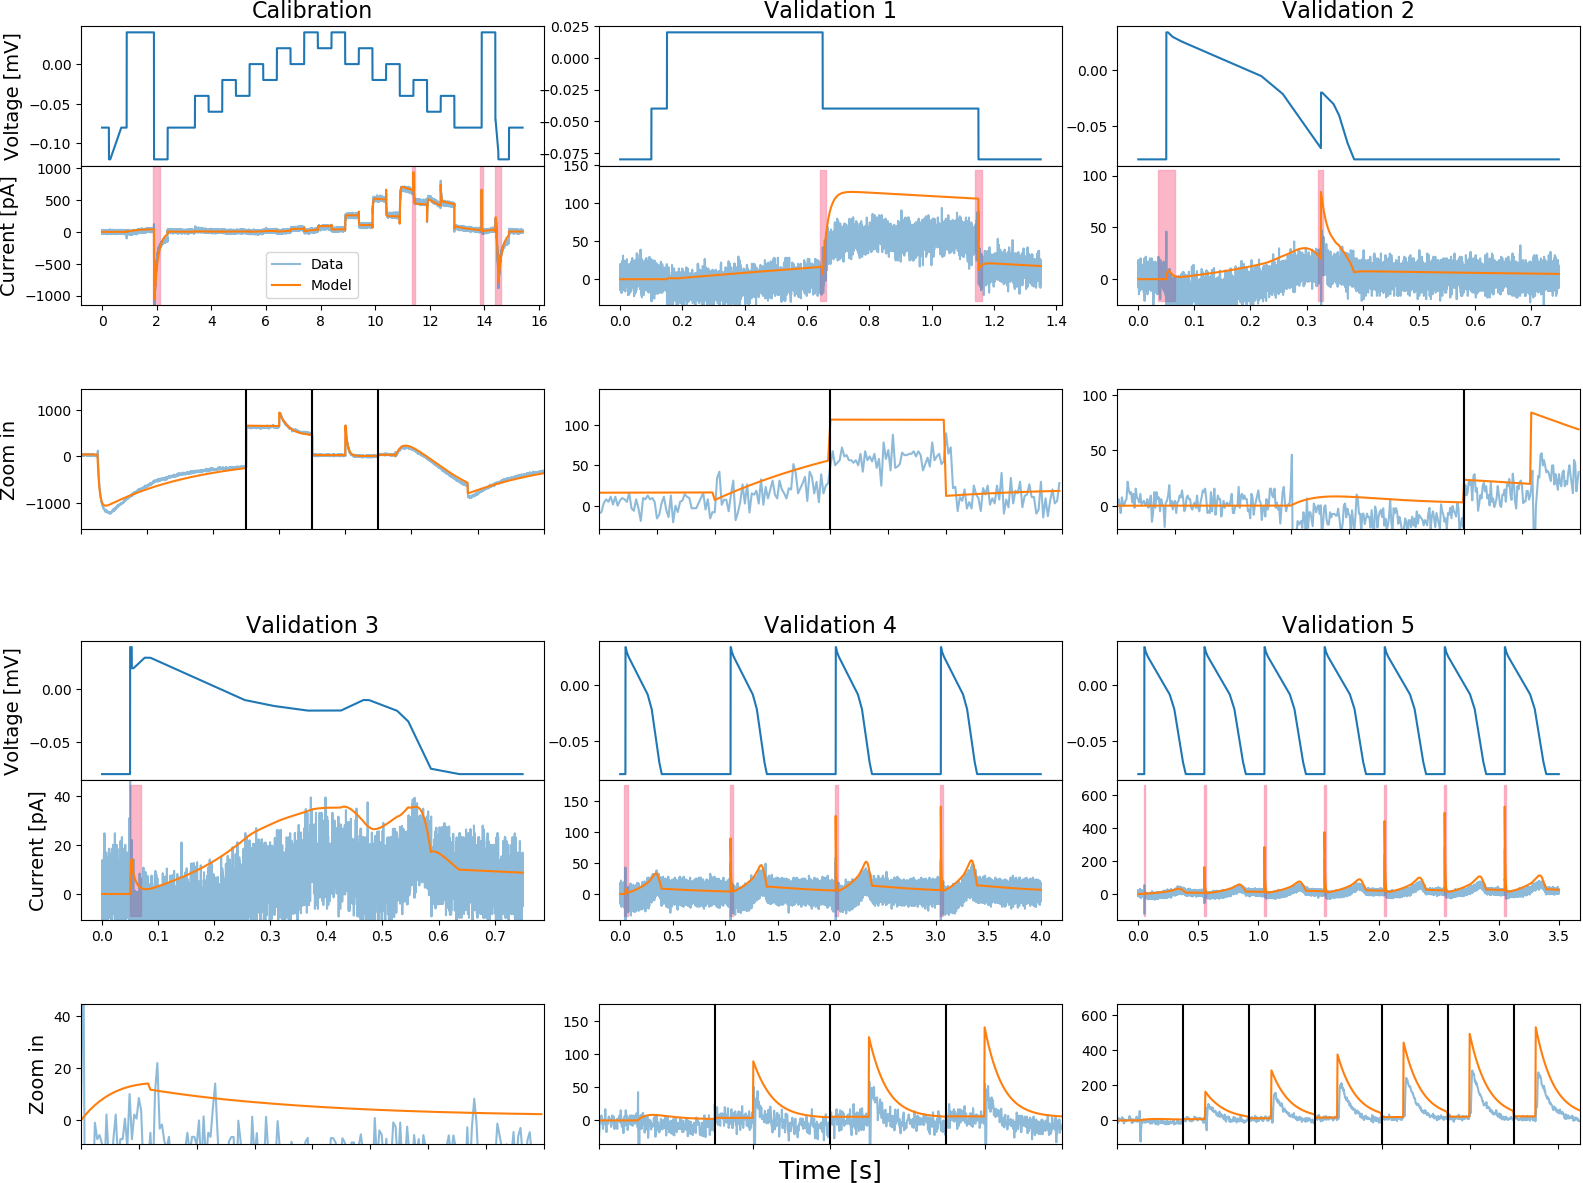 Calibration
Validation 1
Validation 2
Voltage [mV]
0.00
−0.05
−0.10
0.025
0.000
−0.025
−0.050
−0.075
0.00
−0.05
Current [pA]
1000
500
0
−500
−1000
Data
Model
150
100
50
0
100
50
0
0 2 4 6 8 10 12 14 16
0.0 0.2 0.4 0.6 0.8 1.0 1.2 1.4
0.0 0.1 0.2 0.3 0.4 0.5 0.6 0.7
Zoom in
1000
0
−1000
100
50
0
100
50
0
Validation 3
Validation 4
Validation 5
Voltage [mV]
0.00
−0.05
0.00
−0.05
0.00
−0.05
Current [pA]
40
20
0
150
100
50
0
600
400
200
0
0.0 0.1 0.2 0.3 0.4 0.5 0.6 0.7
0.0 0.5 1.0 1.5 2.0 2.5 3.0 3.5 4.0
0.0 0.5 1.0 1.5 2.0 2.5 3.0 3.5
Zoom in
40
20
0
150
100
50
0
600
400
200
0
Time [s]